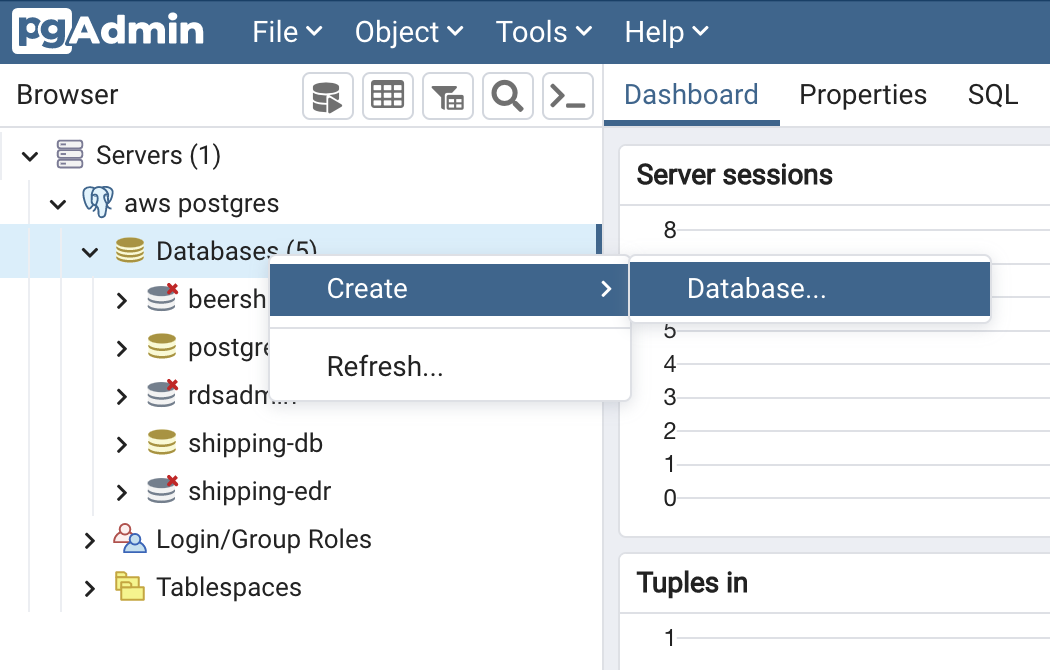 pgAdmin File Object Tools Help
Browser
Dashboard Properties SQL
Servers (1)
aws postgres
Databases (5)
beersh
postgre
rdsadm
shipping-db
shipping-edr
Login/Group Roles
Tablespaces
Create
Database...
Refresh...
Server sessions
8
5
4
3
2
1
0
Tuples in
1